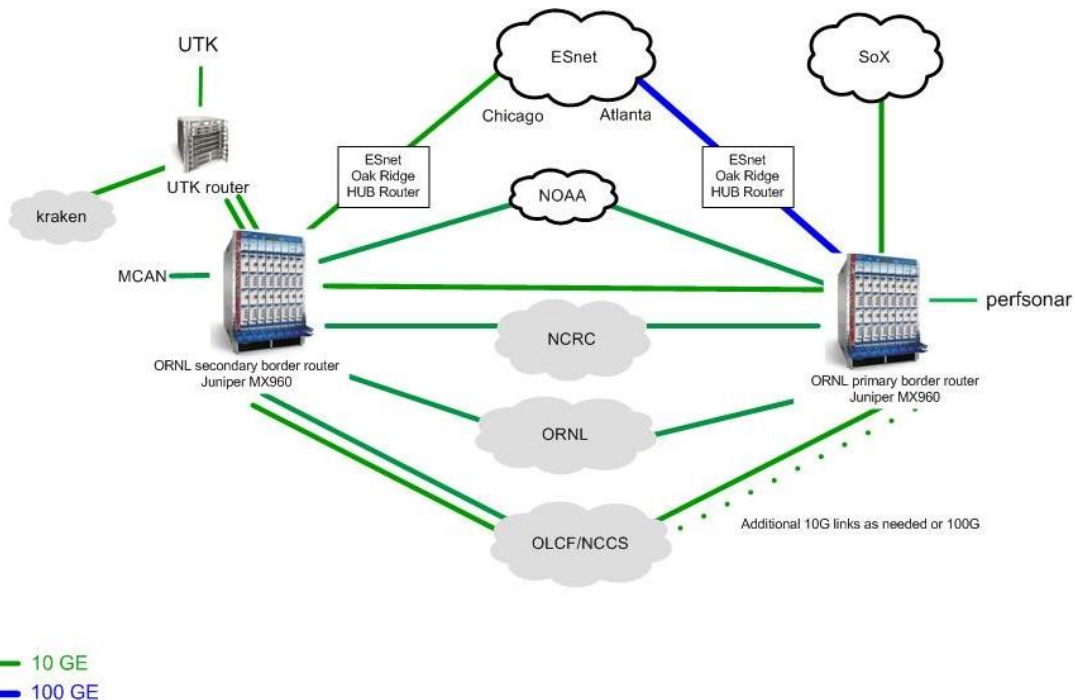 UTK
ESnet
SoX
Chicago
Atlanta
ESnet
Oak Ridge
HUB Router
ESnet
Oak Ridge
HUB Router
UTK router
kraken
NOAA
MCAN
perfsonar
NCRC
ORNL secondary border router
Juniper MX960
ORNL primary border router
Juniper MX960
ORNL
Additional 10G links as needed or 100G
OLCF/NCCS
10 GE
100 GE